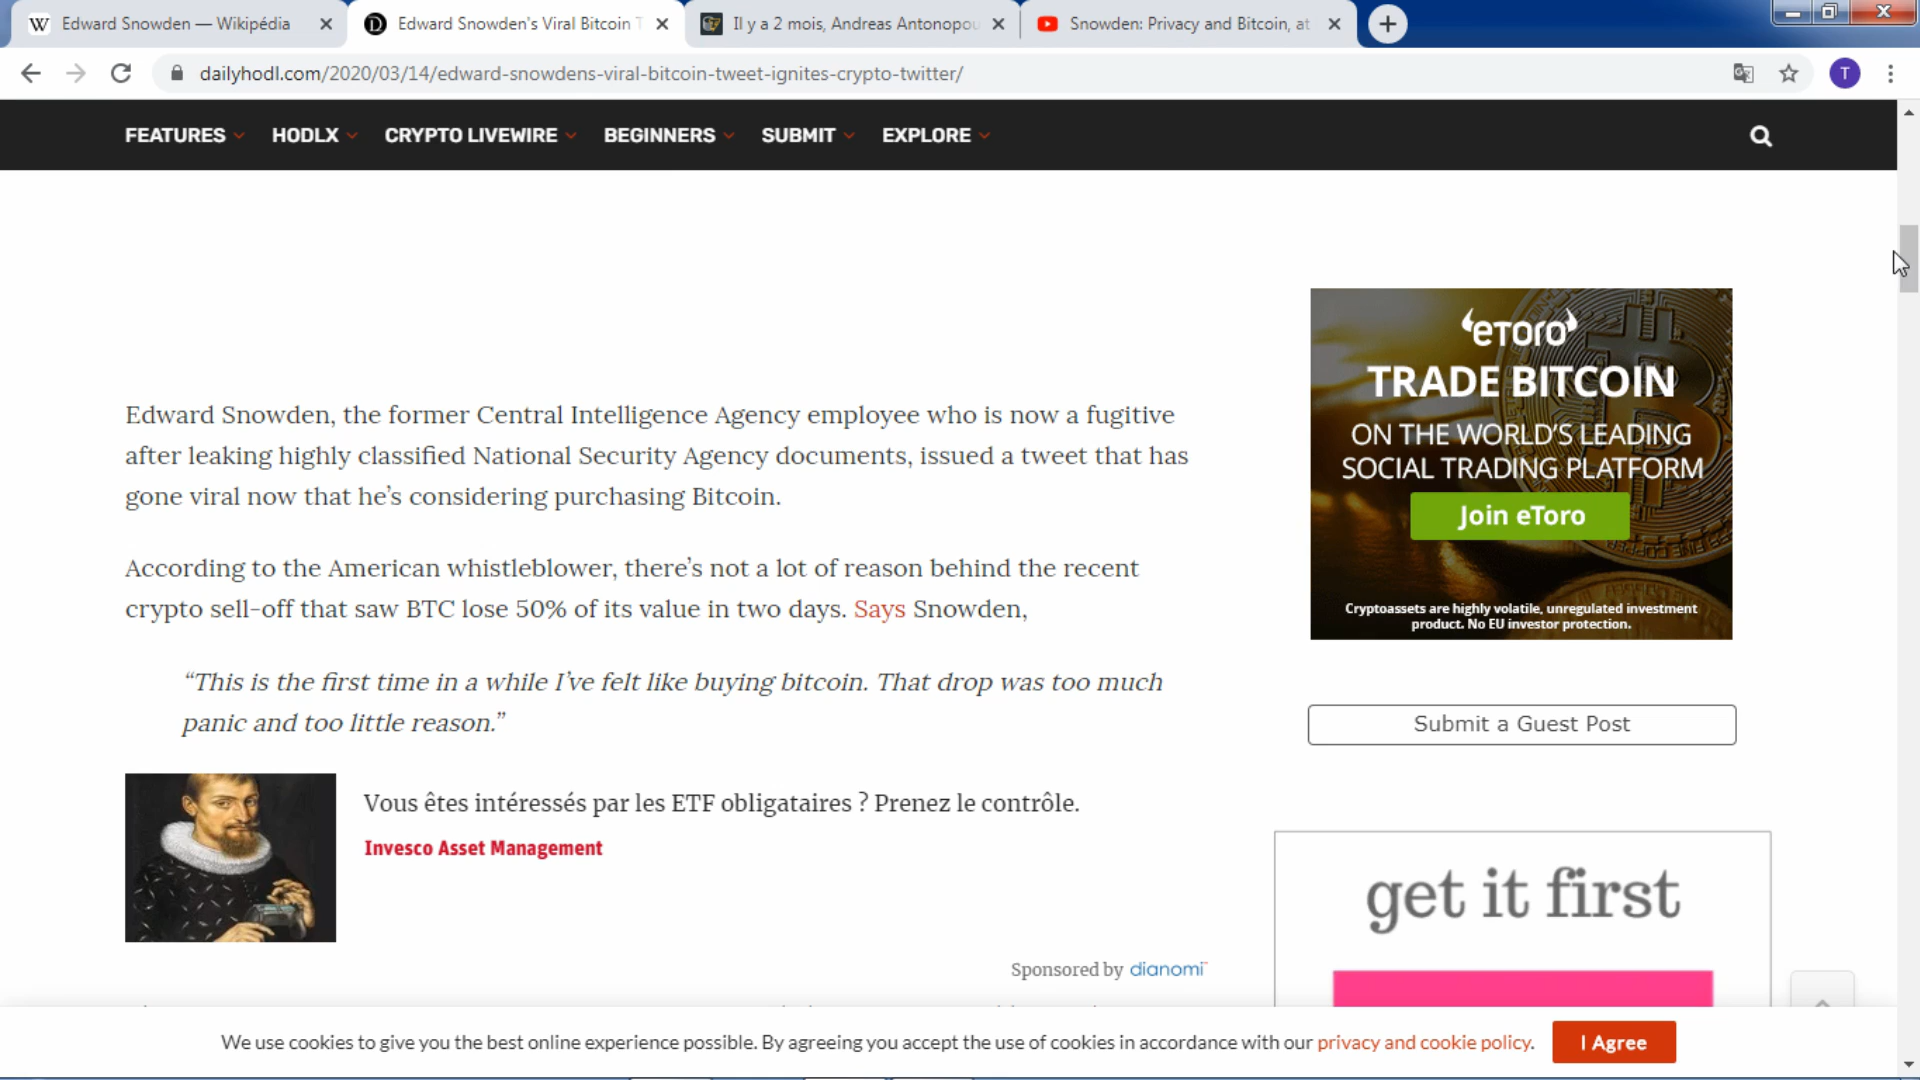 Edward Snowden — Wikipédia
Edward Snowden's Viral Bitcoin T
Il y a 2 mois, Andreas Antonopou
Snowden: Privacy and Bitcoin, at
dailyhodl.com/2020/03/14/edward-snowdens-viral-bitcoin-tweet-ignites-crypto-twitter/
T
FEATURES HODLX CRYPTO LIVEWIRE BEGINNERS SUBMIT EXPLORE
Edward Snowden, the former Central Intelligence Agency employee who is now a fugitive
after leaking highly classified National Security Agency documents, issued a tweet that has
gone viral now that he's considering purchasing Bitcoin.
According to the American whistleblower, there's not a lot of reason behind the recent
crypto sell-off that saw BTC lose 50% of its value in two days. Says Snowden,
“This is the first time in a while I've felt like buying bitcoin. That drop was too much
panic and too little reason.”
Vous êtes intéressés par les ETF obligataires ? Prenez le contrôle.
Invesco Asset Management
Sponsored by dianomi
eToro
TRADE BITCOIN
ON THE WORLD'S LEADING
SOCIAL TRADING PLATFORM
Join eToro
Cryptoassets are highly volatile, unregulated investment
product. No EU investor protection.
Submit a Guest Post
get it first
We use cookies to give you the best online experience possible. By agreeing you accept the use of cookies in accordance with our privacy and cookie policy.
I Agree